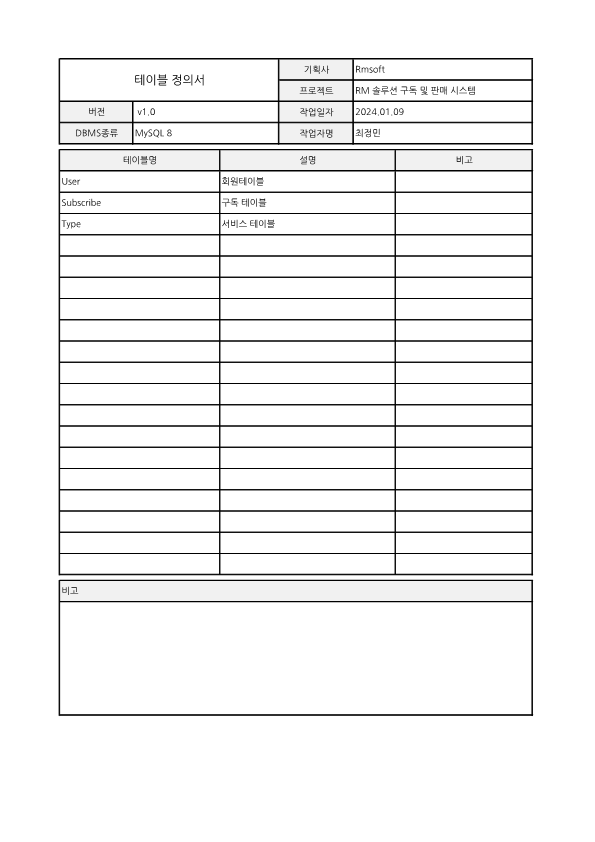 테이블 정의서
기획사 Rmsoft
프로젝트 RM 솔루션 구독 및 판매 시스템
버전 v1.0 작업일자 2024.01.09
DBMS종류 MySQL 8 작업자명 최정민
테이블명 설명 비고
User 회원테이블
Subscribe 구독 테이블
Type 서비스 테이블
비고